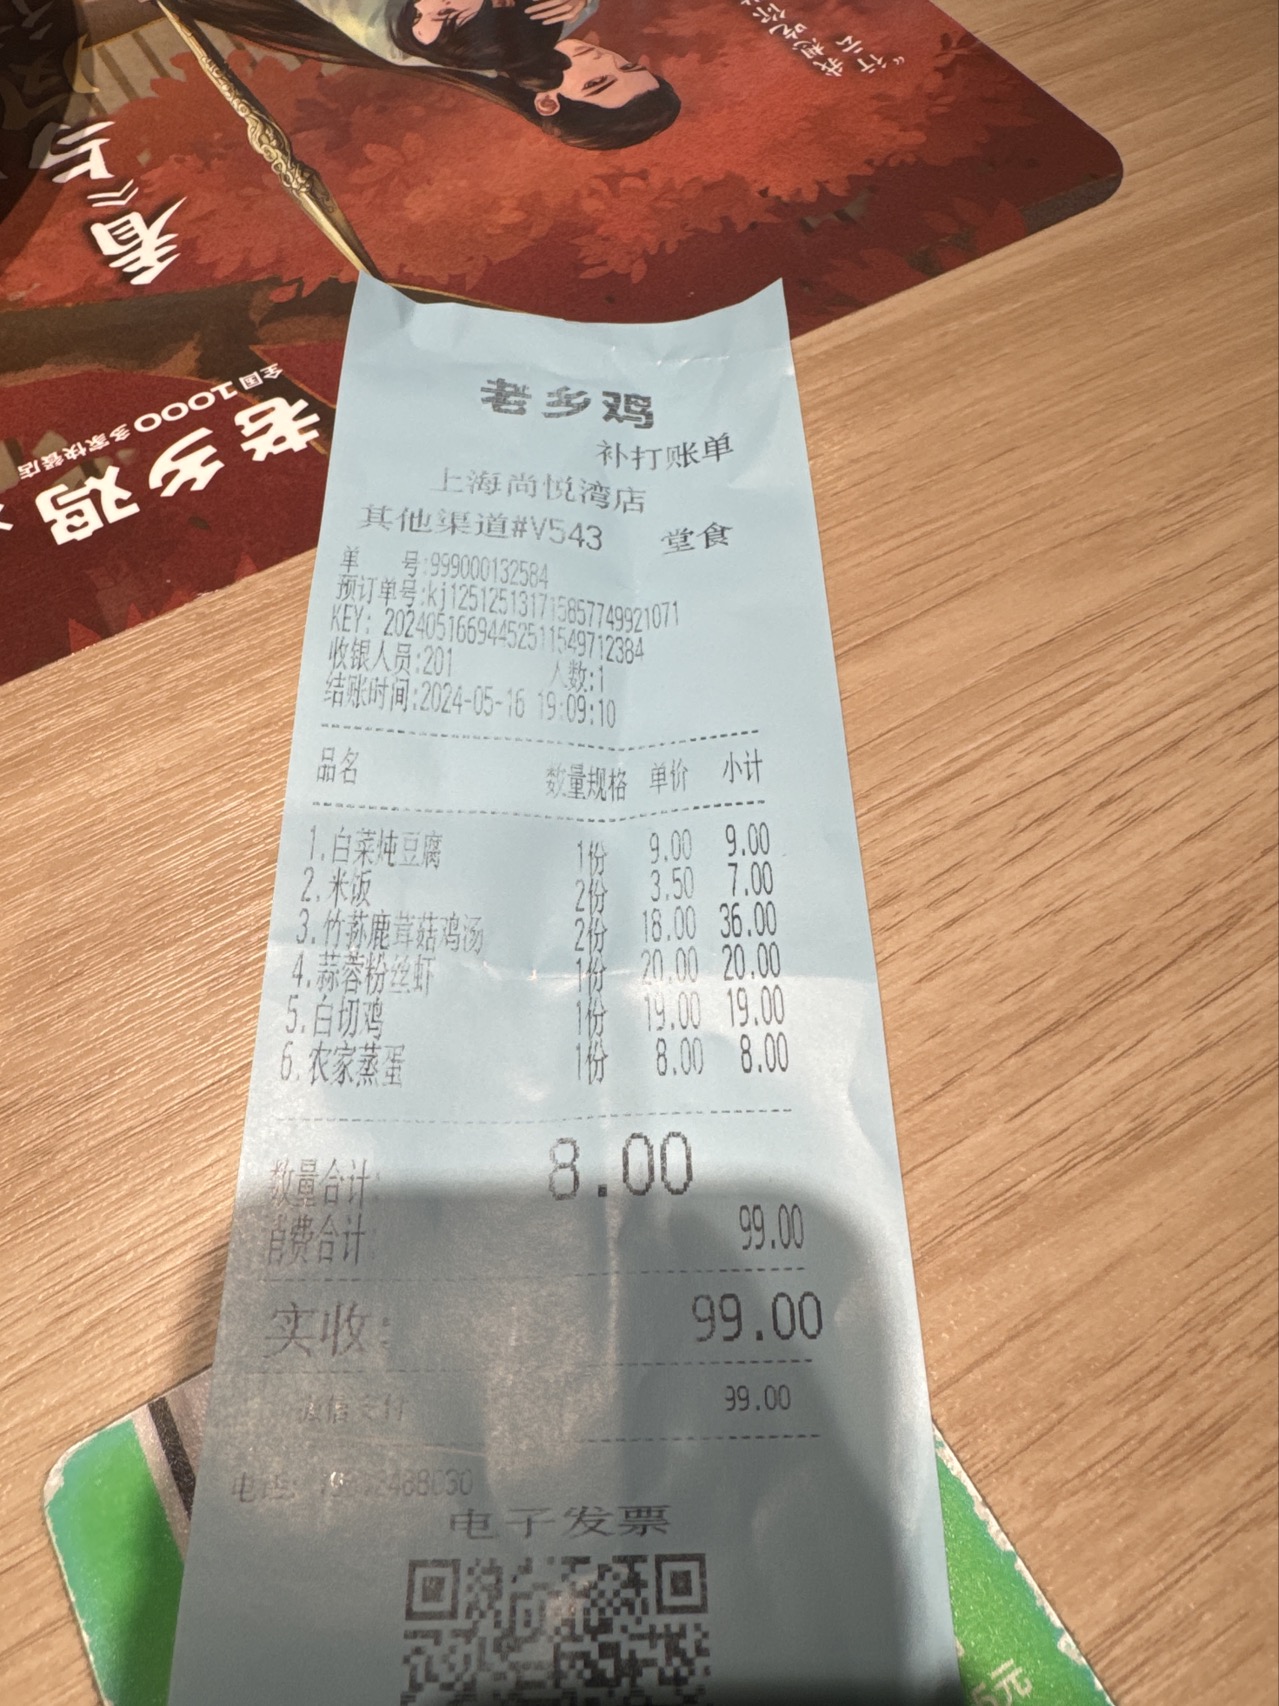 看《与
老乡鸡
全国1000多家快餐店
老乡鸡
补打账单
上海尚悦湾店
其他渠道#V543 堂食
单 号:999000132584
预订单号:kj12512513171585774992​1071
KEY: 2024051669445251154971​2384
收银人员:201 人数:1
结账时间:2024-05-16 19:09:10
品名 数量规格 单价 小计
1.白菜炖豆腐 1份 9.00 9.00
2.米饭 2份 3.50 7.00
3.竹荪鹿茸菇鸡汤 2份 18.00 36.00
4.蒜蓉粉丝虾 1份 20.00 20.00
5.白切鸡 1份 19.00 19.00
6.农家蒸蛋 1份 8.00 8.00
数量合计: 8.00
消费合计: 99.00
实收: 99.00
微信支付 99.00
电话:
电子发票
元